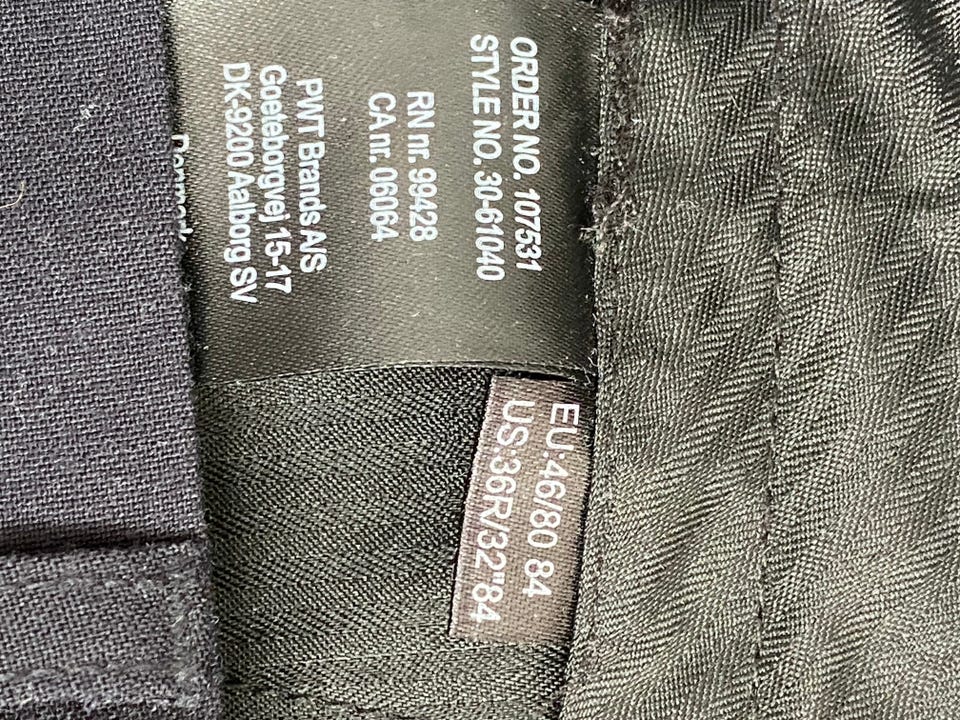 ORDER NO. 107531
STYLE NO. 30-61040
RN nr. 99428
CA nr. 06064
PWT Brands A/S
Goeteborgvej 15-17
DK-9200 Aalborg SV
EU:46/80 84
US:36R/32"84